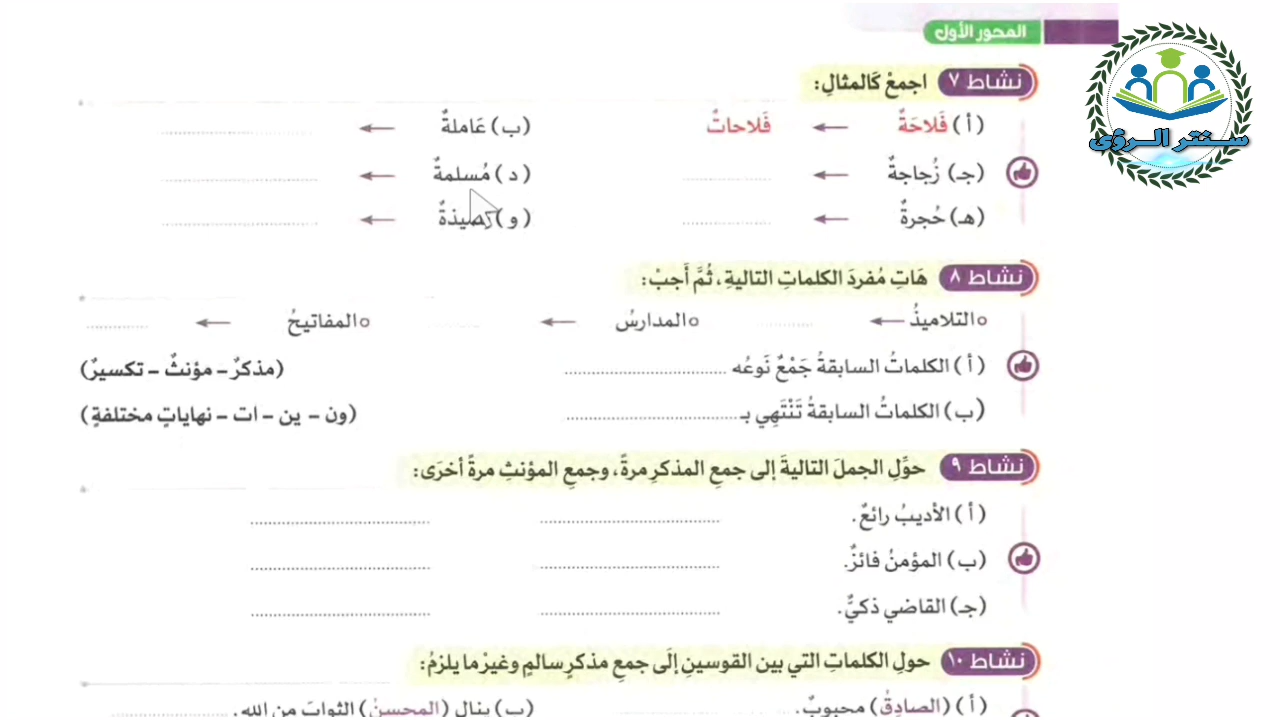 المحور الأول
سنتر الرؤى
نشاط ٧ اجمعْ كَالمثالِ:
(أ) فَلاحَةٌ ← فَلاحاتٌ (ب) عَاملةٌ ← ........
(جـ) زُجاجةٌ ← ........ (د) مُسلمةٌ ← ........
(هـ) حُجرةٌ ← ........ (و) ← ........
نشاط ٨ هَاتِ مُفردَ الكلماتِ التاليةِ، ثُمَّ أَجبْ:
○ التلاميذُ ← ........ ○ المدارسُ ← ........ ○ المفاتيحُ ← ........
(أ) الكلماتُ السابقةُ جَمْعٌ نَوعُه ........ (مذكرٌ – مؤنثٌ – تكسيرٌ)
(ب) الكلماتُ السابقةُ تَنْتَهِي بـ ........ (ون – ين – ات – نهاياتٍ مختلفةٍ)
نشاط ٩ حوِّلِ الجملَ التاليةَ إلى جمعِ المذكرِ مرةً، وجمعِ المؤنثِ مرةً أخرَى:
(أ) الأديبُ رائعٌ. ........ ........
(ب) المؤمنُ فائزٌ. ........ ........
(جـ) القاضي ذكيٌّ. ........ ........
نشاط ١٠ حولِ الكلماتِ التي بين القوسينِ إلَى جمعِ مذكرٍ سالمٍ وغيرْ ما يلزمُ:
(أ) (الصادِقُ) محبوبٌ. ........ (ب) ينال (المحسنُ) الثوابَ من اللهِ. ........